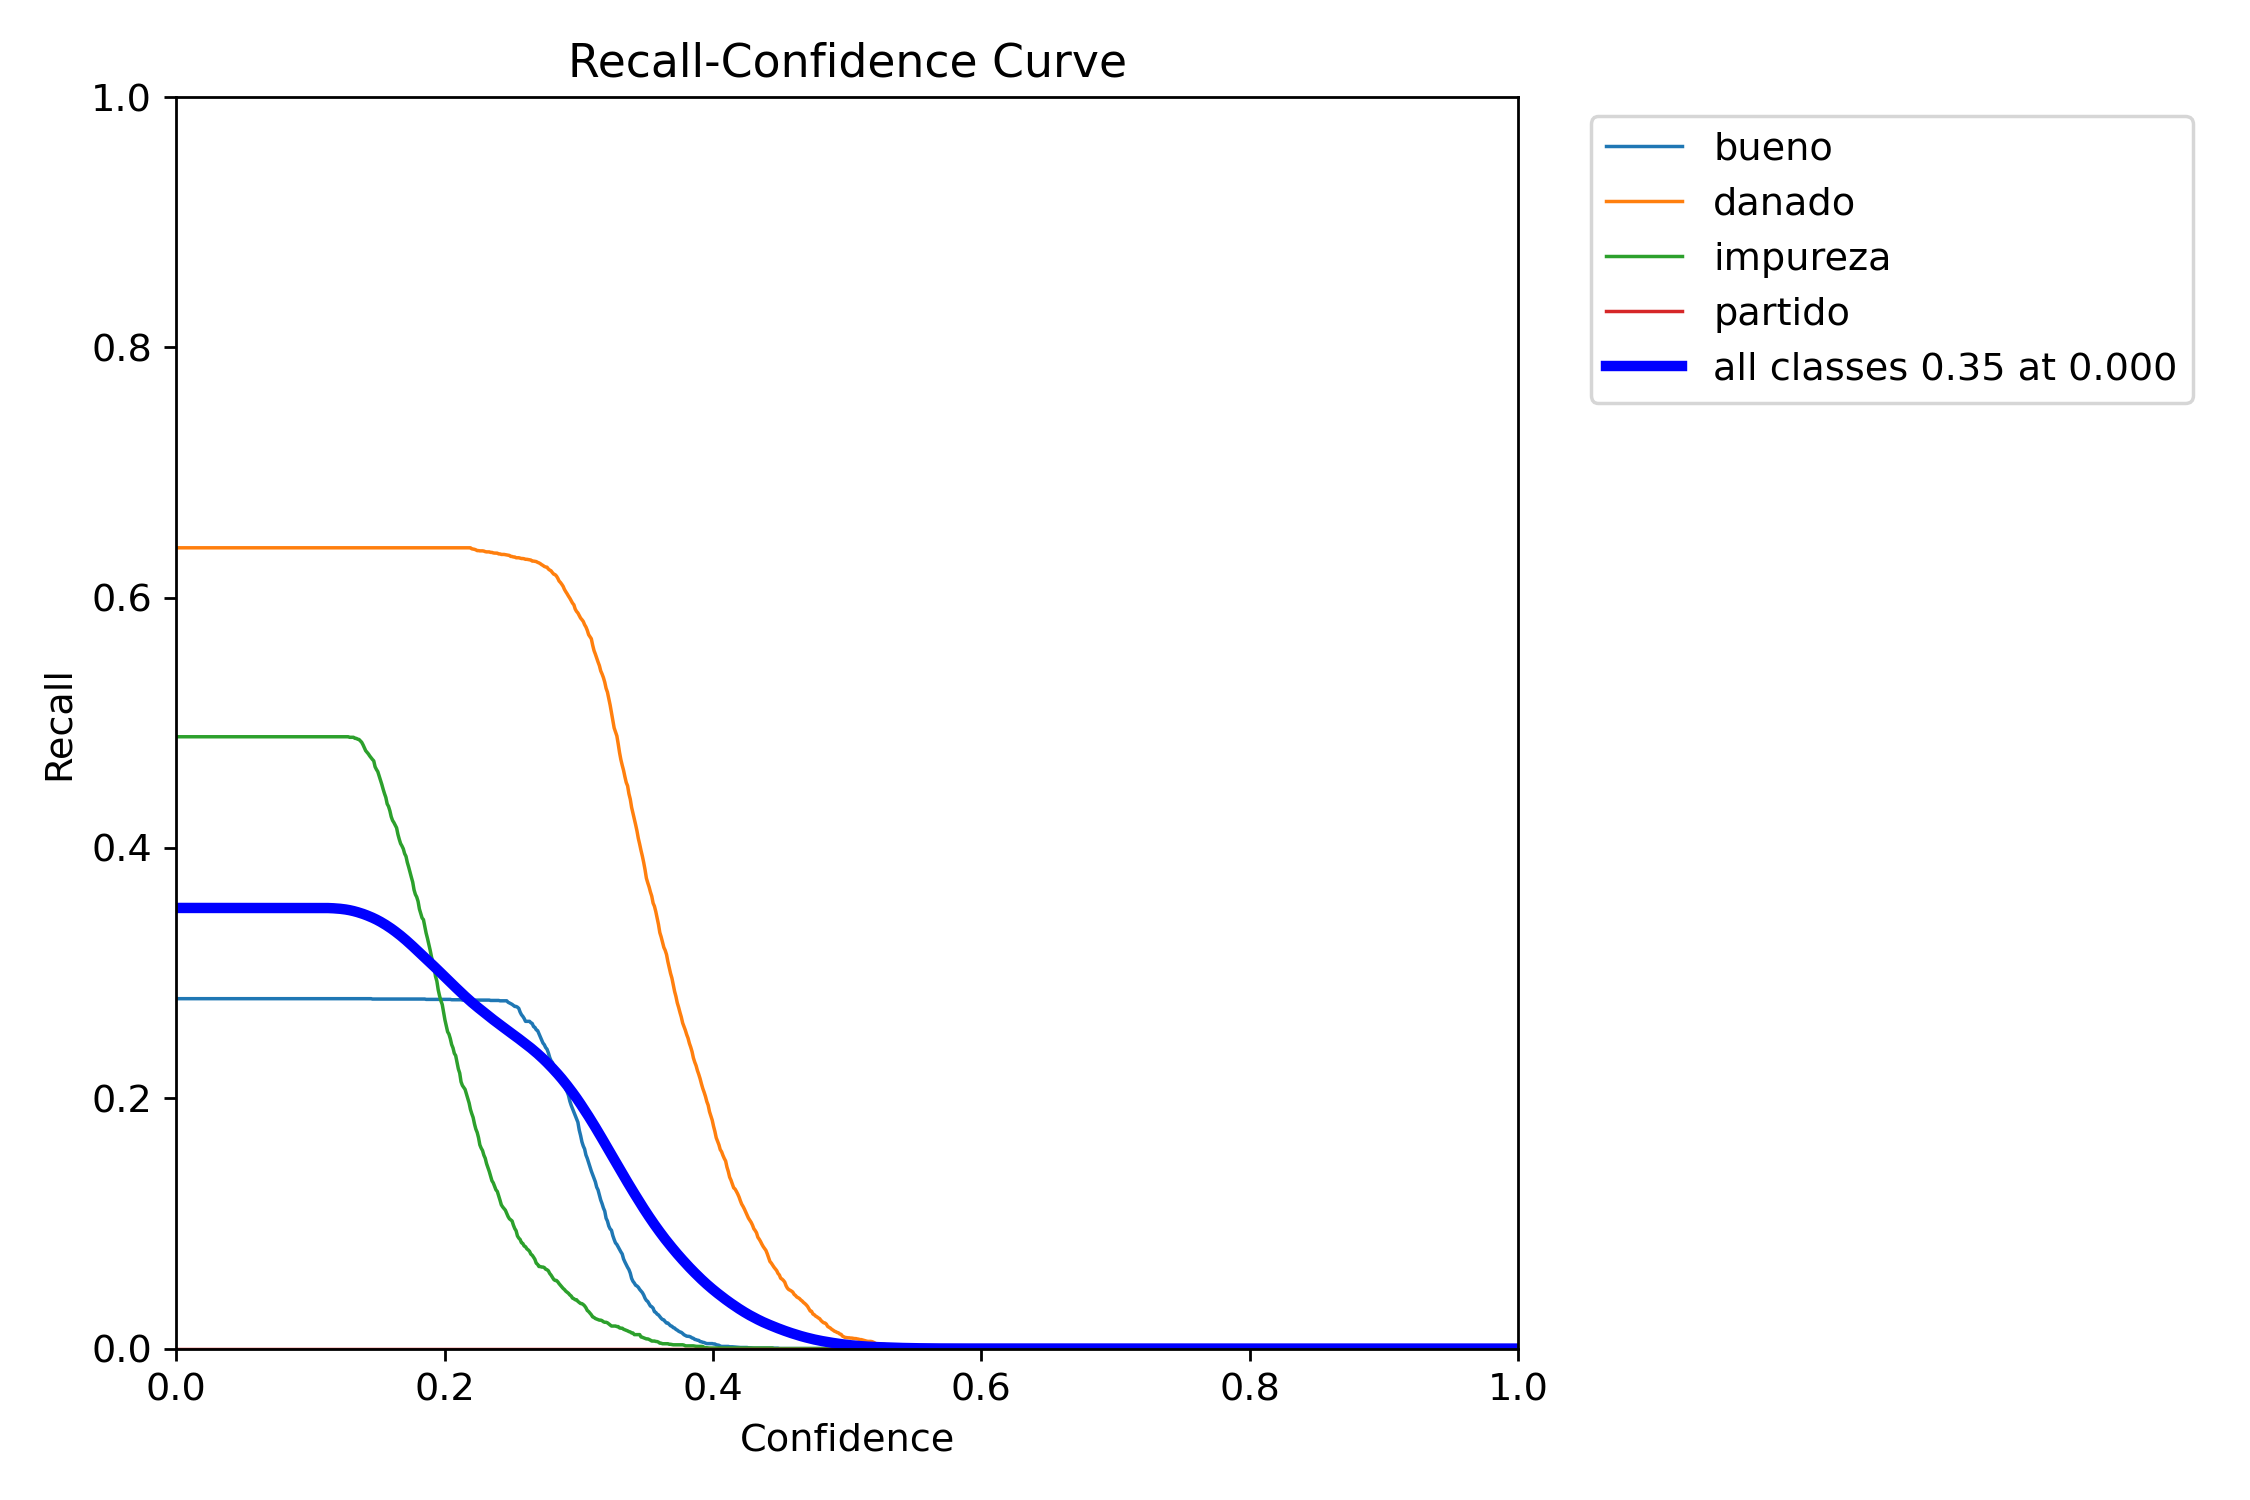 Recall-Confidence Curve
1.0
0.8
0.6
0.4
0.2
0.0
Recall
0.0 0.2 0.4 0.6 0.8 1.0
Confidence
bueno
danado
impureza
partido
all classes 0.35 at 0.000